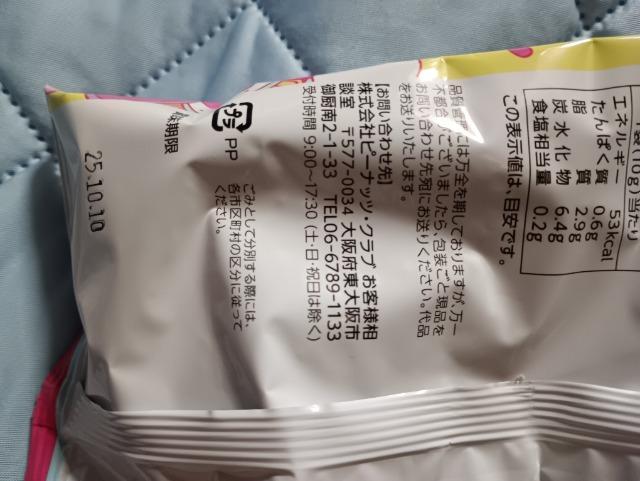 0g当たり
エネルギー 53kcal
たんぱく質 0.6g
脂質 2.9g
炭水化物 6.4g
食塩相当量 0.2g
この表示値は、目安です。
品質管理には万全を期しておりますが、万一
不都合がございましたら、包装ごと現品を
お問い合わせ先宛にお送りください。代品
をお送りいたします。
【お問い合わせ先】
株式会社ピーナッツ・クラブ お客様相
談室 〒577-0034 大阪府東大阪市
御厨南2-1-33 TEL06-6789-1133
受付時間 9:00〜17:30 (土・日・祝日は除く)
プラ PP
ごみとして分別する際には、
各市区町村の区分に従って
ください。
期限
25.10.10